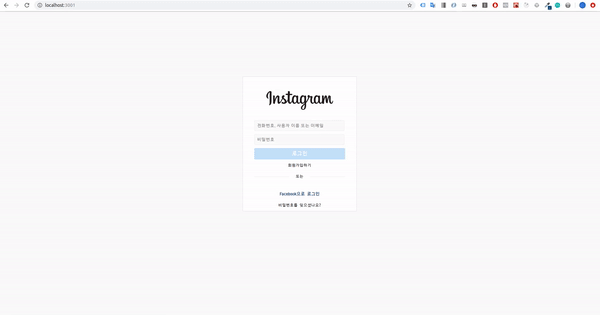 localhost:3001
Instagram
전화번호, 사용자 이름 또는 이메일
비밀번호
로그인
회원가입하기
또는
Facebook으로 로그인
비밀번호를 잊으셨나요?